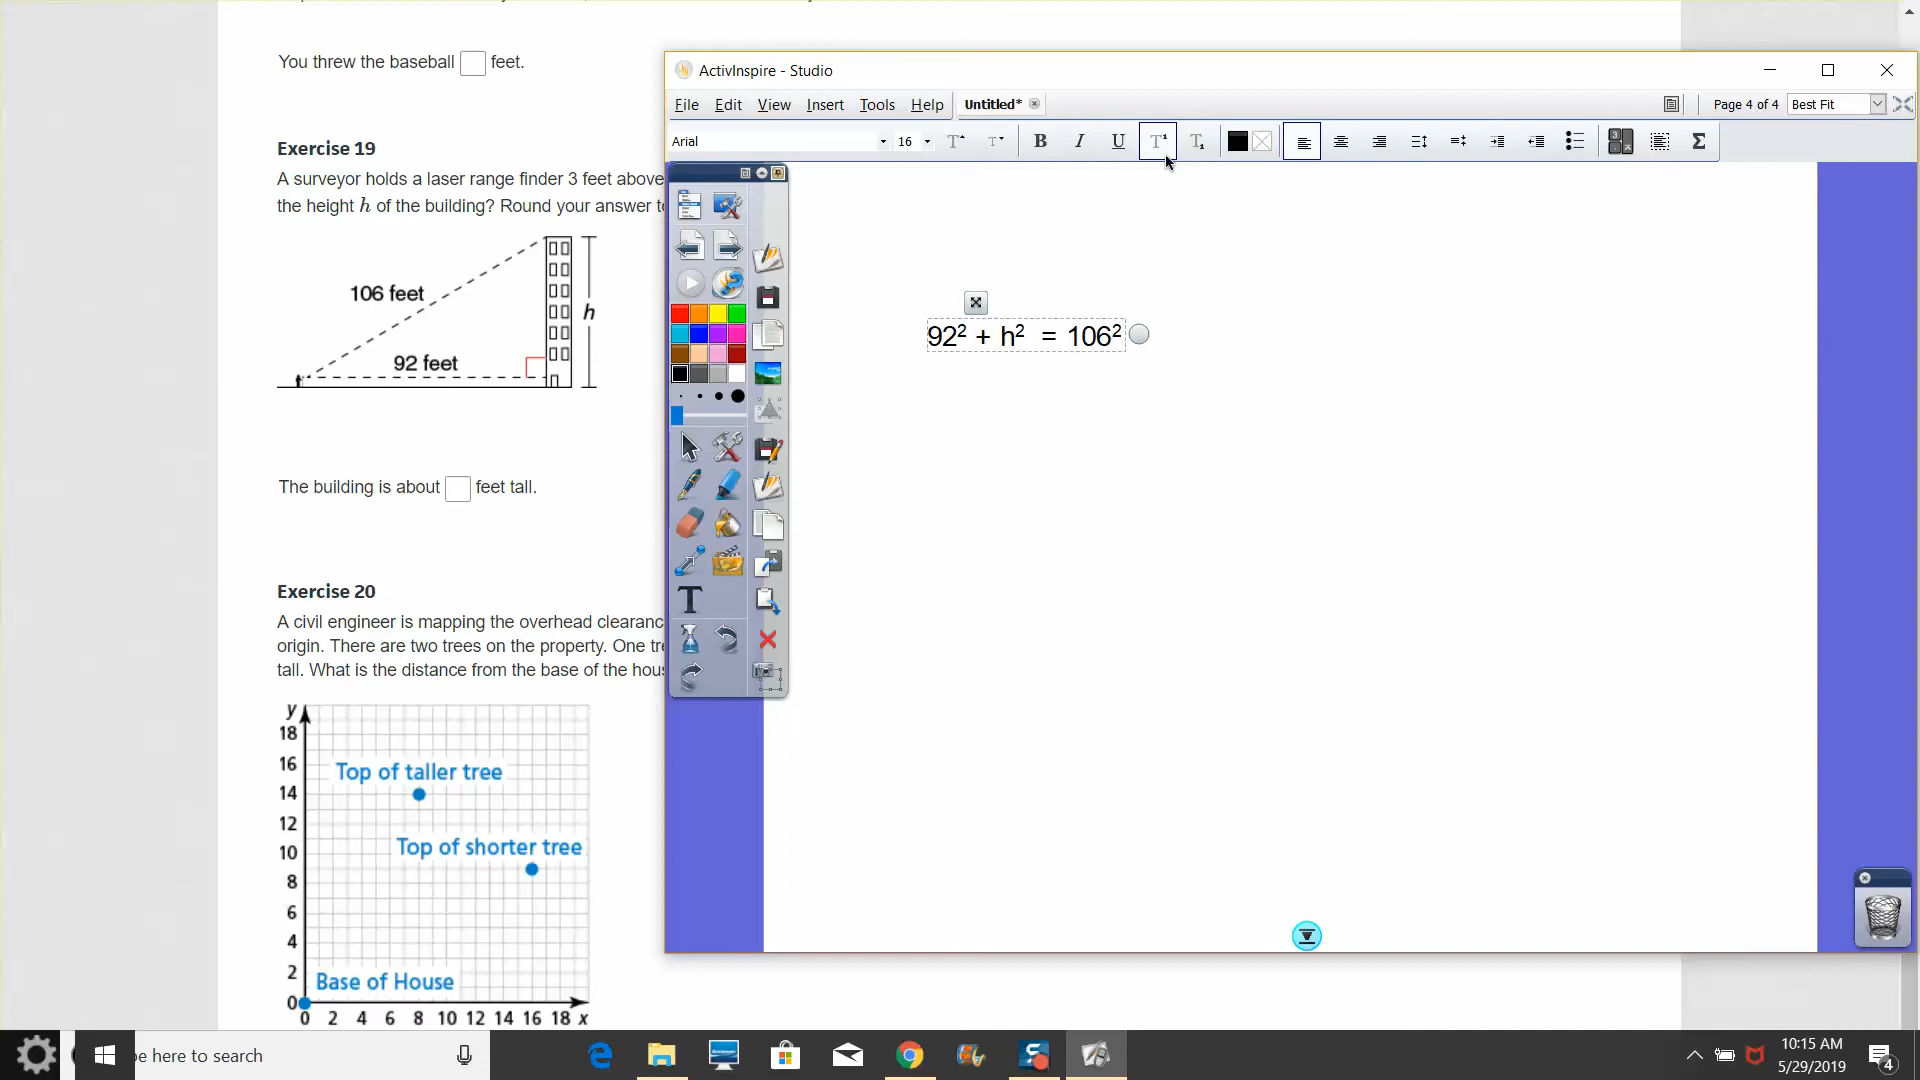 You threw the baseball feet.
Exercise 19
A surveyor holds a laser range finder 3 feet above
the height h of the building? Round your answer
106 feet
h
92 feet
The building is about feet tall.
Exercise 20
A civil engineer is mapping the overhead
origin. There are two trees on the property. One
tall. What is the distance from the base of the
y
18
16
14
12
10
8
6
4
2
0
Top of taller tree
Top of shorter tree
Base of House
0 2 4 6 8 10 12 14 16 18 x
ActivInspire - Studio
File Edit View Insert Tools Help Untitled* Page 4 of 4 Best Fit
Arial 16 B I U
92² + h² = 106²
T
be here to search
10:15 AM
5/29/2019
4